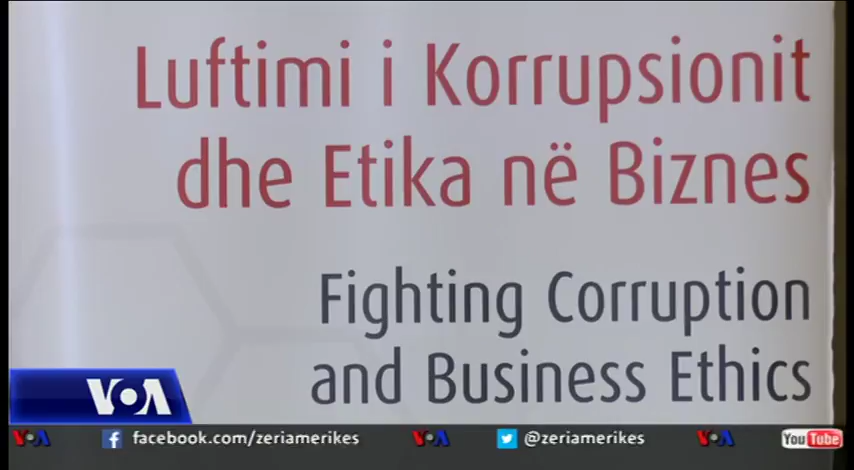 Luftimi i Korrupsionit
dhe Etika në Biznes
Fighting Corruption
and Business Ethics
VOA
VOA facebook.com/zeriamerikes VOA @zeriamerikes VOA YouTube